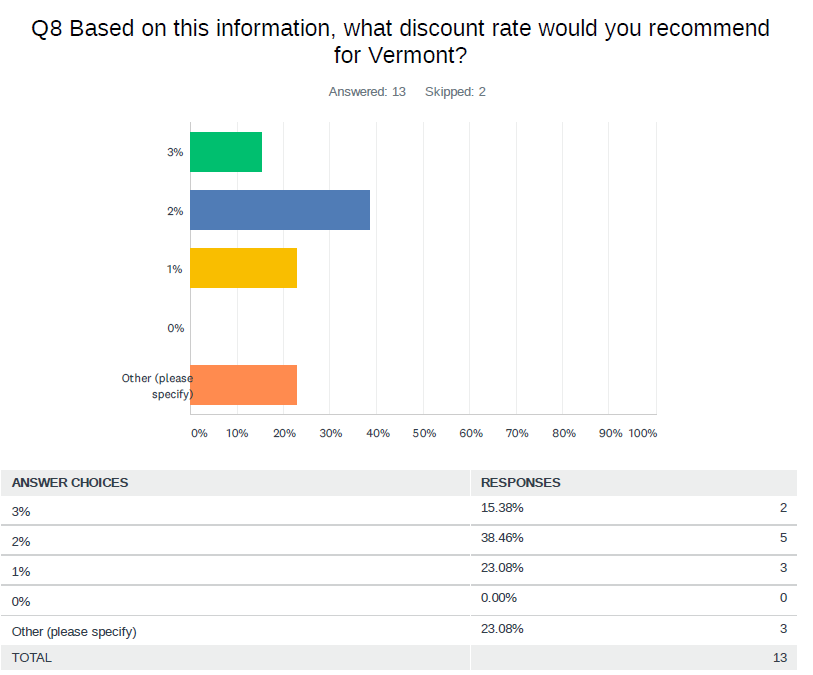 Q8 Based on this information, what discount rate would you recommend
for Vermont?
Answered: 13 Skipped: 2
3%
2%
1%
0%
Other (please
specify)
0% 10% 20% 30% 40% 50% 60% 70% 80% 90% 100%
ANSWER CHOICES RESPONSES
3% 15.38% 2
2% 38.46% 5
1% 23.08% 3
0% 0.00% 0
Other (please specify) 23.08% 3
TOTAL 13